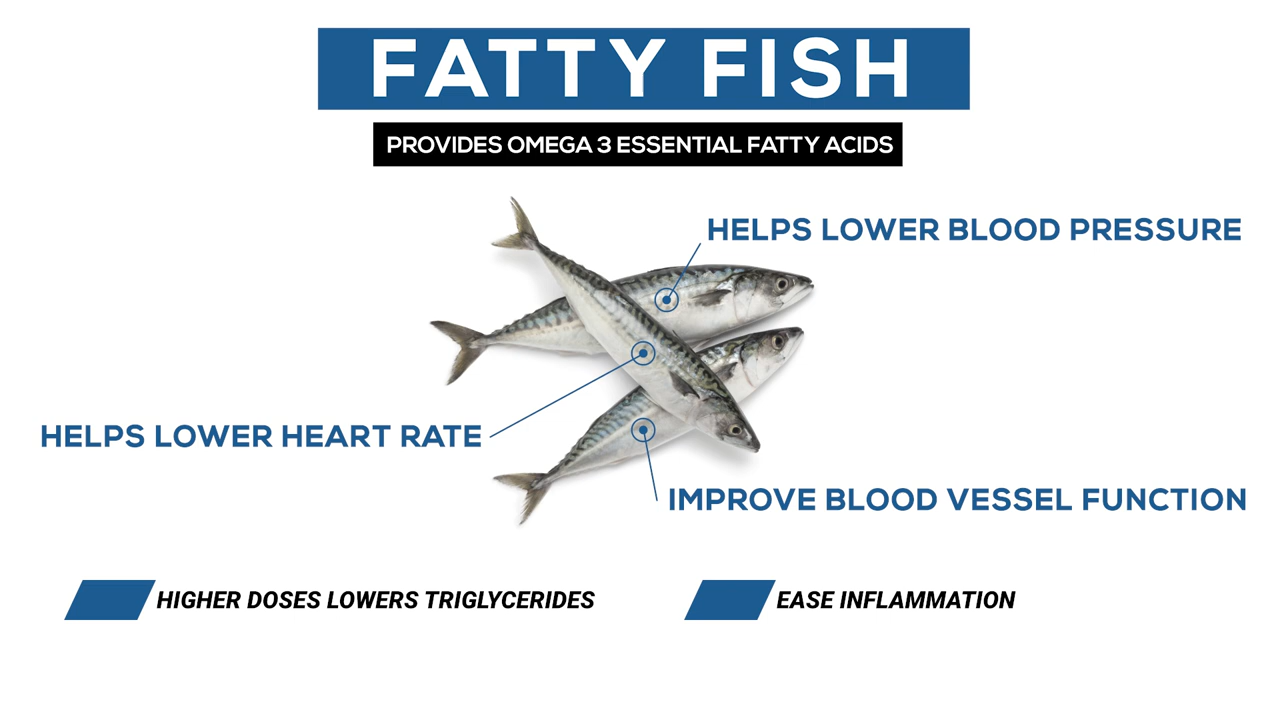 FATTY FISH
PROVIDES OMEGA 3 ESSENTIAL FATTY ACIDS
HELPS LOWER BLOOD PRESSURE
HELPS LOWER HEART RATE
IMPROVE BLOOD VESSEL FUNCTION
HIGHER DOSES LOWERS TRIGLYCERIDES
EASE INFLAMMATION